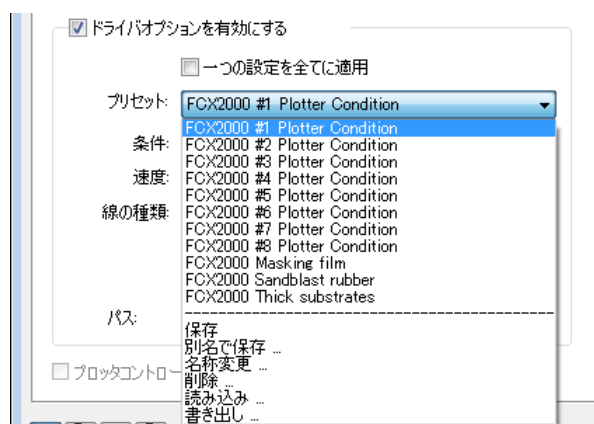 ドライバオプションを有効にする
一つの設定を全てに適用
プリセット: FCX2000 #1 Plotter Condition
FCX2000 #1 Plotter Condition
条件: FCX2000 #2 Plotter Condition
FCX2000 #3 Plotter Condition
速度: FCX2000 #4 Plotter Condition
FCX2000 #5 Plotter Condition
線の種類: FCX2000 #6 Plotter Condition
FCX2000 #7 Plotter Condition
FCX2000 #8 Plotter Condition
FCX2000 Masking film
FCX2000 Sandblast rubber
FCX2000 Thick substrates
パス: --------------------------------------------------
保存
別名で保存 ...
名称変更 ...
プロッタコントロー
削除 ...
読み込み ...
書き出し ...